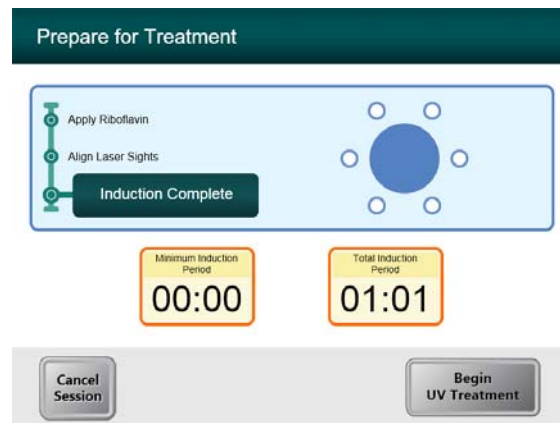 Prepare for Treatment
Apply Riboflavin
Align Laser Sights
Induction Complete
Minimum Induction
Period
00:00
Total Induction
Period
01:01
Cancel
Session
Begin
UV Treatment